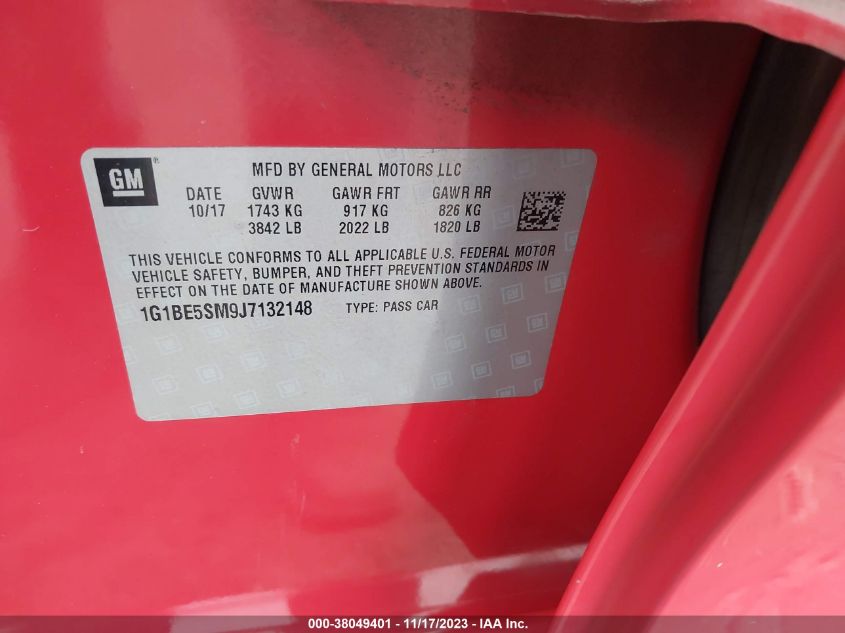 GM®
MFD BY GENERAL MOTORS LLC
DATE GVWR GAWR FRT GAWR RR
10/17 1743 KG 917 KG 826 KG
3842 LB 2022 LB 1820 LB
THIS VEHICLE CONFORMS TO ALL APPLICABLE U.S. FEDERAL MOTOR
VEHICLE SAFETY, BUMPER, AND THEFT PREVENTION STANDARDS IN
EFFECT ON THE DATE OF MANUFACTURE SHOWN ABOVE.
1G1BE5SM9J7132148 TYPE: PASS CAR
000-38049401 - 11/17/2023 - IAA Inc.